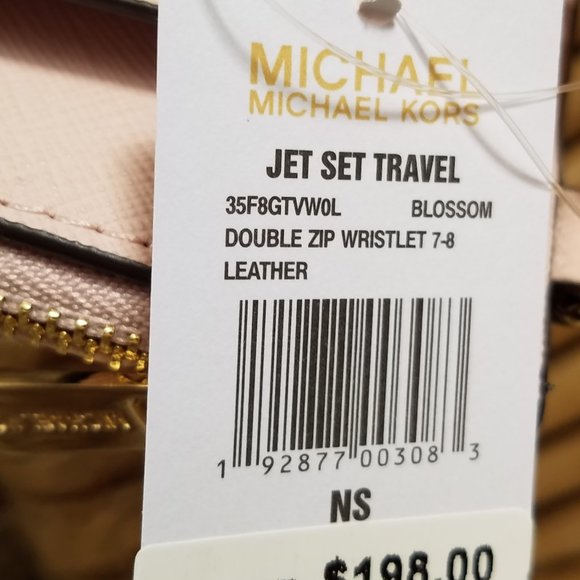 MICHAEL
MICHAEL KORS
JET SET TRAVEL
35F8GTVW0L BLOSSOM
DOUBLE ZIP WRISTLET 7-8
LEATHER
1 92877 00308 3
NS
$198.00